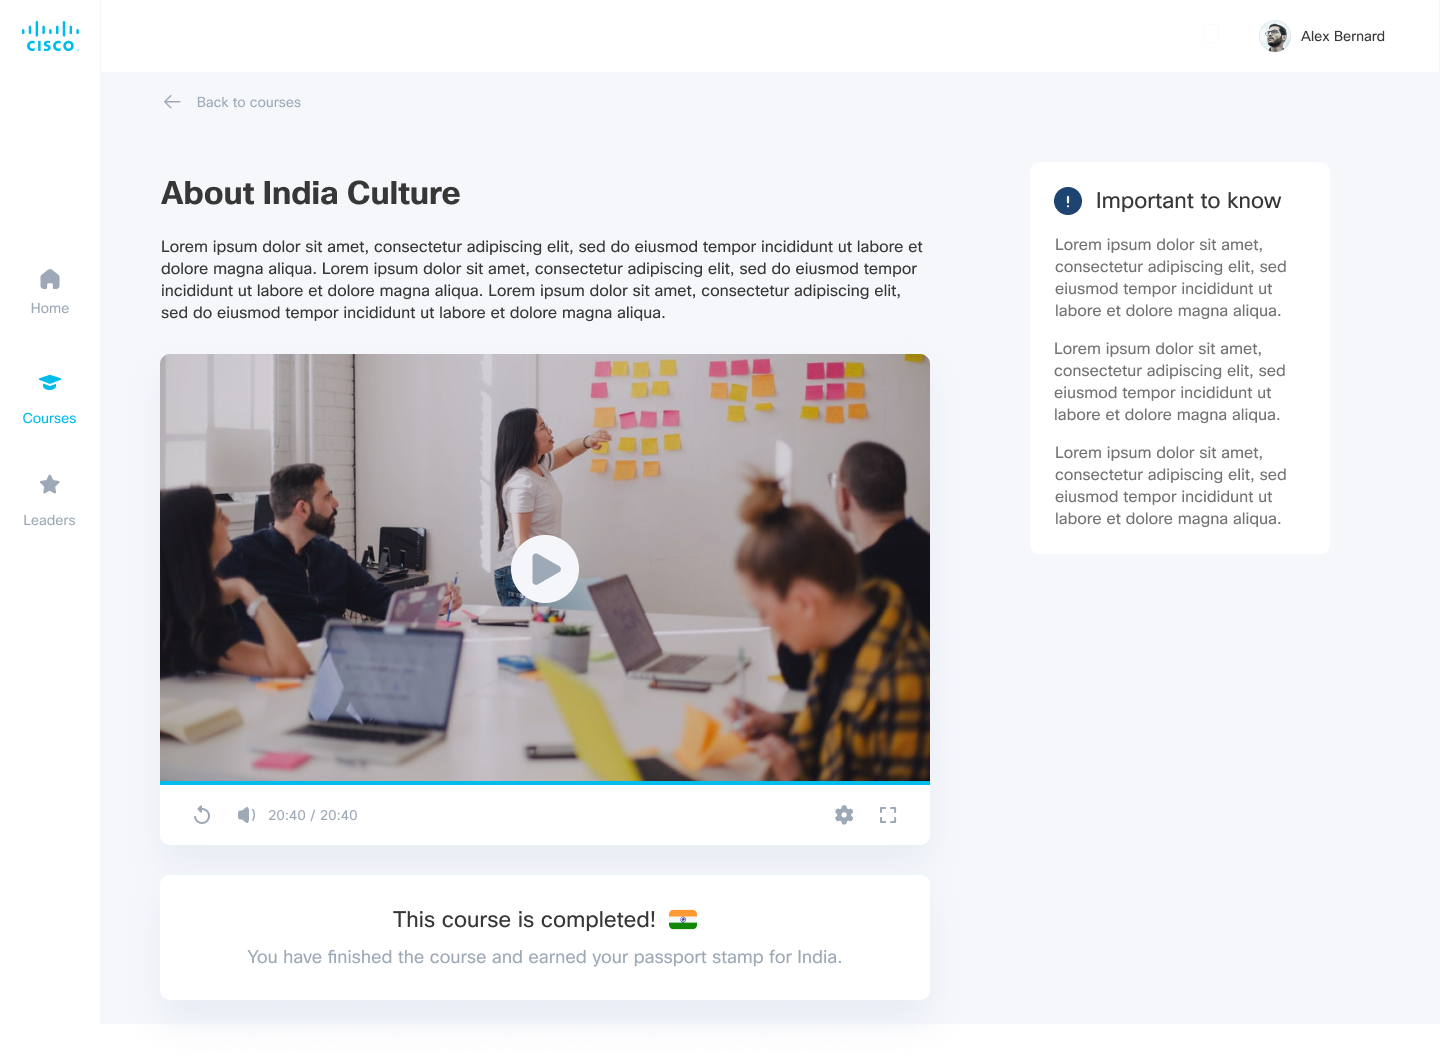 CISCO
Alex Bernard
Back to courses
Home
Courses
Leaders
About India Culture
Lorem ipsum dolor sit amet, consectetur adipiscing elit, sed do eiusmod tempor incididunt ut labore et
dolore magna aliqua. Lorem ipsum dolor sit amet, consectetur adipiscing elit, sed do eiusmod tempor
incididunt ut labore et dolore magna aliqua. Lorem ipsum dolor sit amet, consectetur adipiscing elit,
sed do eiusmod tempor incididunt ut labore et dolore magna aliqua.
20:40 / 20:40
This course is completed!
You have finished the course and earned your passport stamp for India.
Important to know
Lorem ipsum dolor sit amet,
consectetur adipiscing elit, sed
eiusmod tempor incididunt ut
labore et dolore magna aliqua.
Lorem ipsum dolor sit amet,
consectetur adipiscing elit, sed
eiusmod tempor incididunt ut
labore et dolore magna aliqua.
Lorem ipsum dolor sit amet,
consectetur adipiscing elit, sed
eiusmod tempor incididunt ut
labore et dolore magna aliqua.